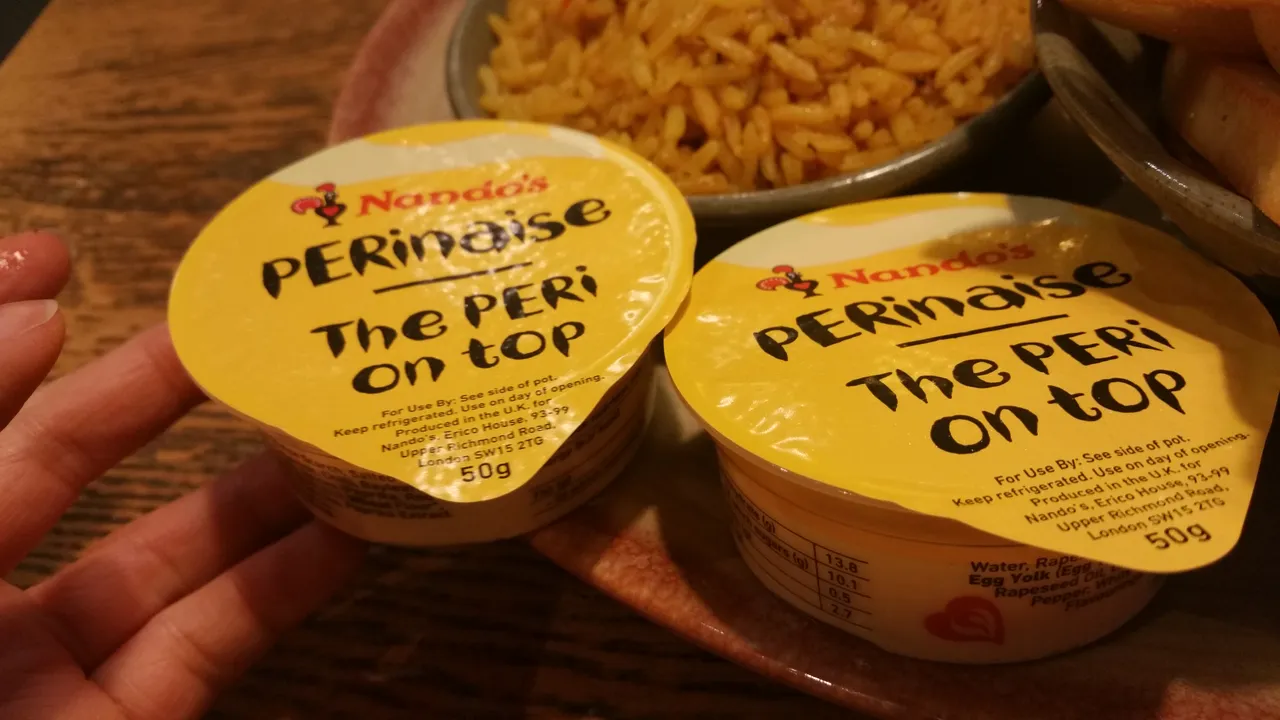 Nando's
PERinaise
The PERi
on top
For Use By: See side of pot.
Keep refrigerated. Use on day of opening.
Produced in the U.K. for
Nando's, Erico House, 93-99
Upper Richmond Road,
London SW15 2TG
50g
Nando's
PERinaise
The PERi
on top
For Use By: See side of pot.
Keep refrigerated. Use on day of opening.
Produced in the U.K. for
Nando's, Erico House, 93-99
Upper Richmond Road,
London SW15 2TG
50g
(g) 13.8
(g) 10.1
0.5
2.7
Water,
Egg Yolk (Egg
Rapeseed Oil,
Pepper,